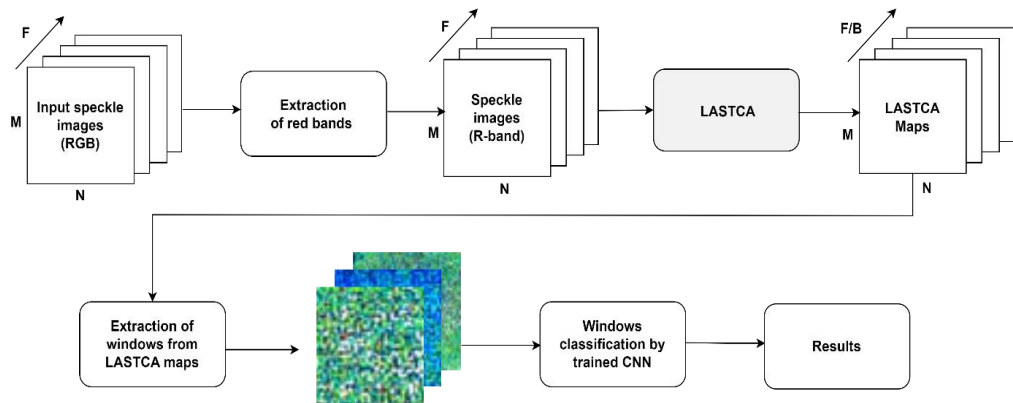 F
Input speckle
images
(RGB)
M
N
Extraction
of red bands
F
Speckle
images
(R-band)
M
N
LASTCA
F/B
LASTCA
Maps
M
N
Extraction of
windows from
LASTCA maps
Windows
classification by
trained CNN
Results